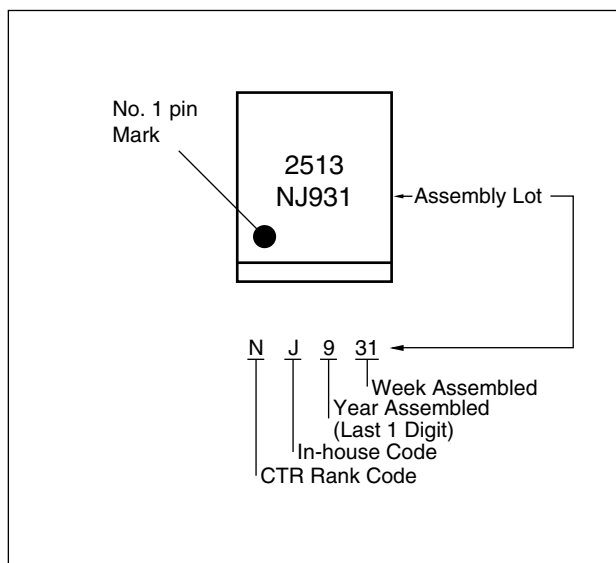 No. 1 pin
Mark
2513
NJ931
Assembly Lot
N J 9 31
Week Assembled
Year Assembled
(Last 1 Digit)
In-house Code
CTR Rank Code